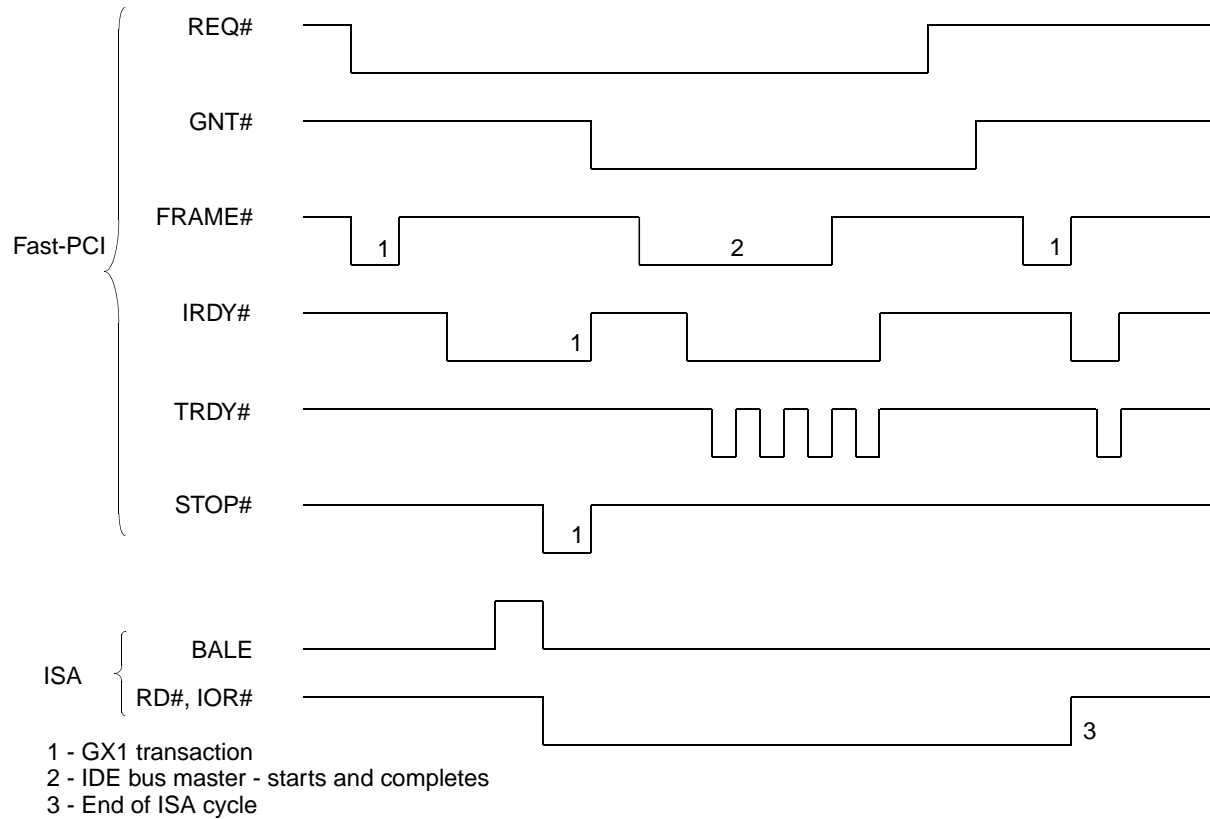 REQ#
GNT#
FRAME#
1
2
1
Fast-PCI
IRDY#
1
TRDY#
STOP#
1
BALE
ISA
RD#, IOR#
3
1 - GX1 transaction
2 - IDE bus master - starts and completes
3 - End of ISA cycle